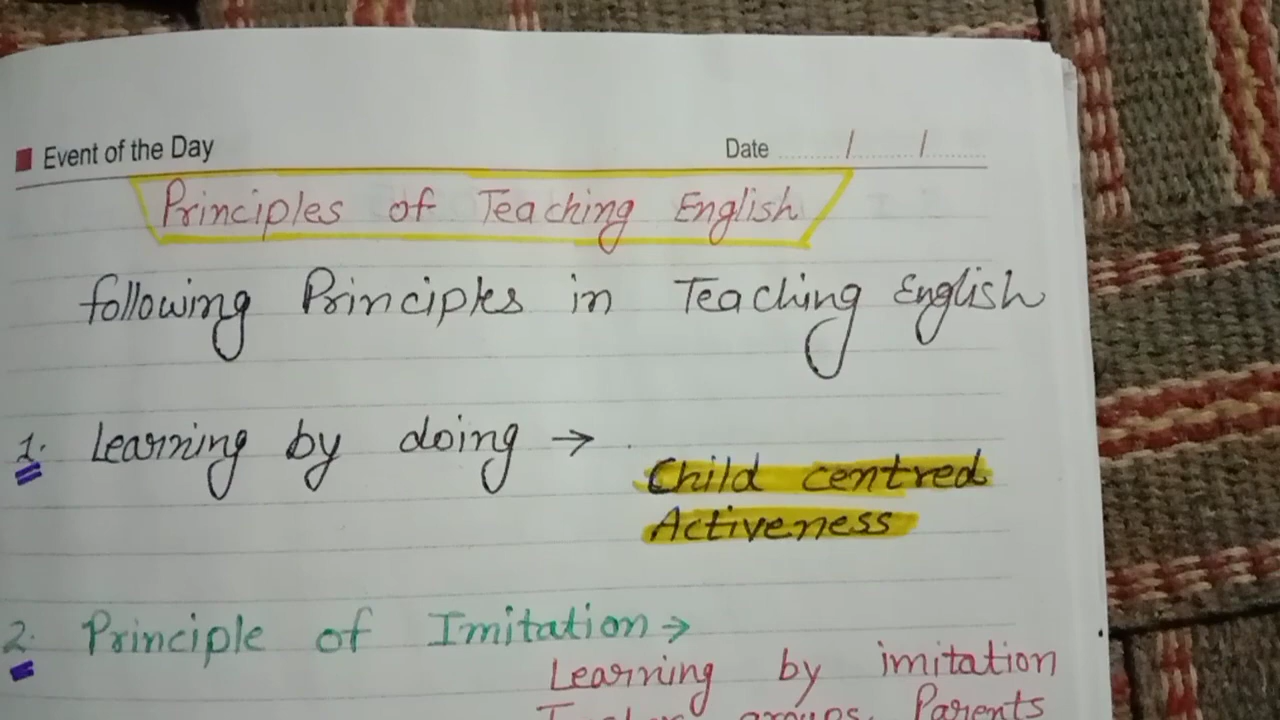 Event of the Day
Date / /
Principles of Teaching English
following Principles in Teaching English
1. Learning by doing →
Child centred
Activeness
2. Principle of Imitation →
Learning by imitation
groups, Parents